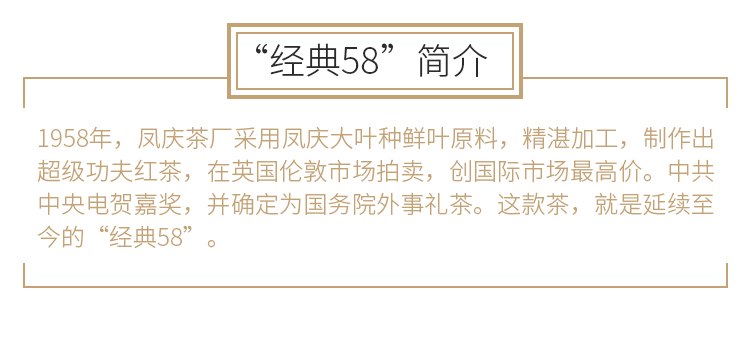 “经典58”简介
1958年，凤庆茶厂采用凤庆大叶种鲜叶原料，精湛加工，制作出
超级功夫红茶，在英国伦敦市场拍卖，创国际市场最高价。中共
中央电贺嘉奖，并确定为国务院外事礼茶。这款茶，就是延续至
今的“经典58”。